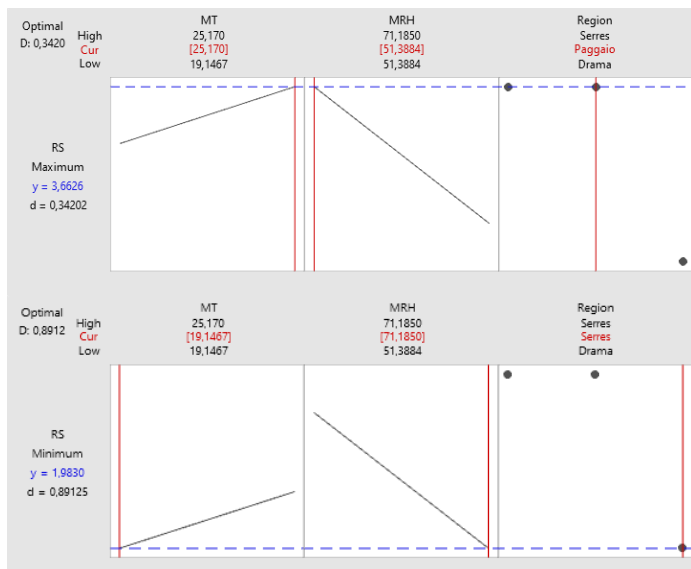 Optimal
D: 0,3420
MT
MRH
Region
High
25,170
71,1850
Serres
Cur
[25,170]
[51,3884]
Paggaio
Low
19,1467
51,3884
Drama
RS
Maximum
y = 3,6626
d = 0,34202
Optimal
D: 0,8912
MT
MRH
Region
High
25,170
71,1850
Serres
Cur
[19,1467]
[71,1850]
Serres
Low
19,1467
51,3884
Drama
RS
Minimum
y = 1,9830
d = 0,89125